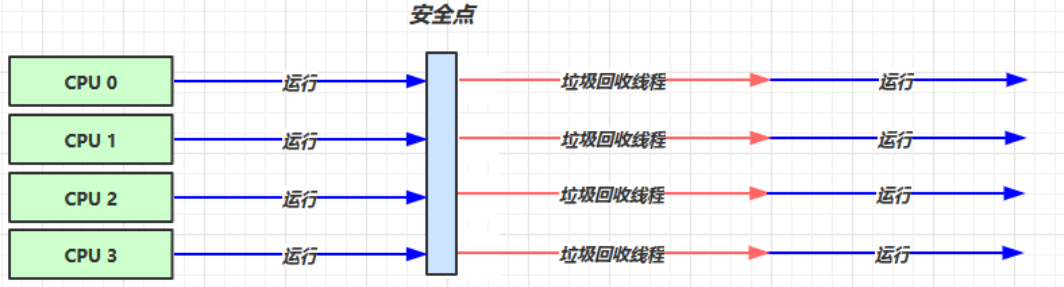 安全点
CPU 0 运行 垃圾回收线程 运行
CPU 1 运行 垃圾回收线程 运行
CPU 2 运行 垃圾回收线程 运行
CPU 3 运行 垃圾回收线程 运行